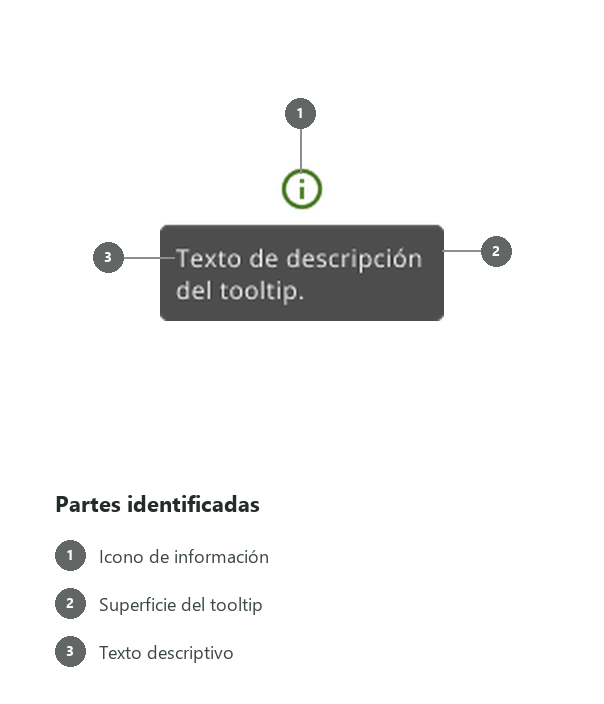 1
Texto de descripción
del tooltip.
3
2
Partes identificadas
1 Icono de información
2 Superficie del tooltip
3 Texto descriptivo